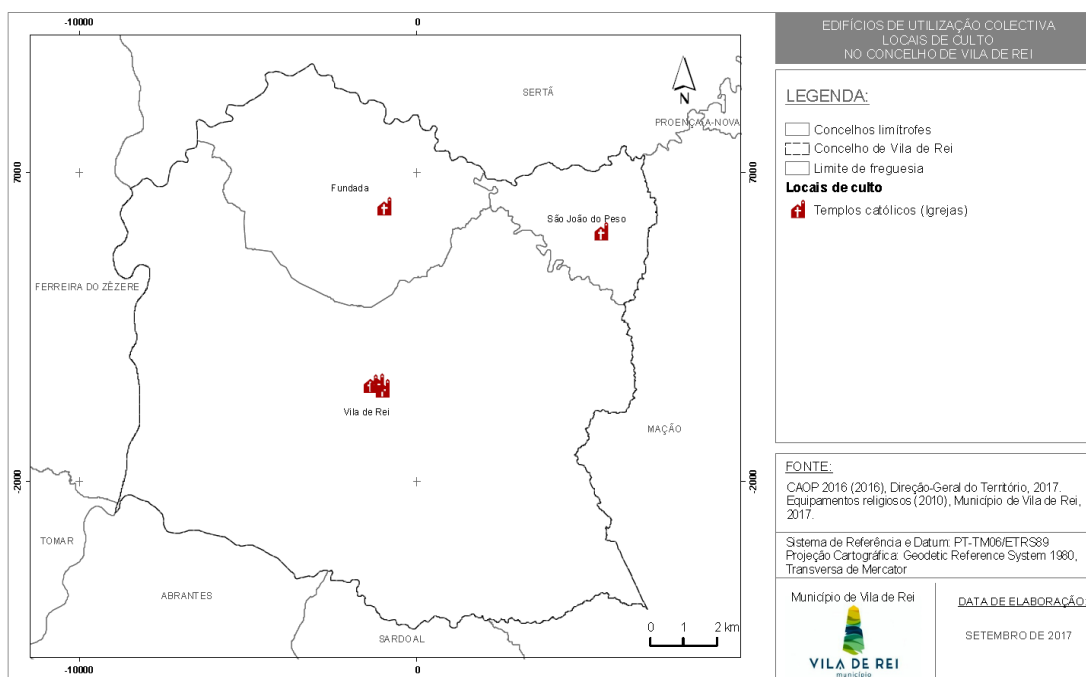 -10000
0
EDIFÍCIOS DE UTILIZAÇÃO COLECTIVA
LOCAIS DE CULTO
NO CONCELHO DE VILA DE REI
N
SERTÃ
PROENÇA-A-NOVA
7000
7000
Fundada
São João do Peso
FERREIRA DO ZÊZERE
Vila de Rei
MAÇÃO
-2000
-2000
TOMAR
ABRANTES
SARDOAL
0 1 2 km
-10000
0
LEGENDA:
Concelhos limítrofes
Concelho de Vila de Rei
Limite de freguesia
Locais de culto
Templos católicos (Igrejas)
FONTE:
CAOP 2016 (2016), Direção-Geral do Território, 2017.
Equipamentos religiosos (2010), Município de Vila de Rei,
2017.
Sistema de Referência e Datum: PT-TM06/ETRS89
Projeção Cartográfica: Geodetic Reference System 1980,
Transversa de Mercator
Município de Vila de Rei
VILA DE REI
município
DATA DE ELABORAÇÃO:
SETEMBRO DE 2017